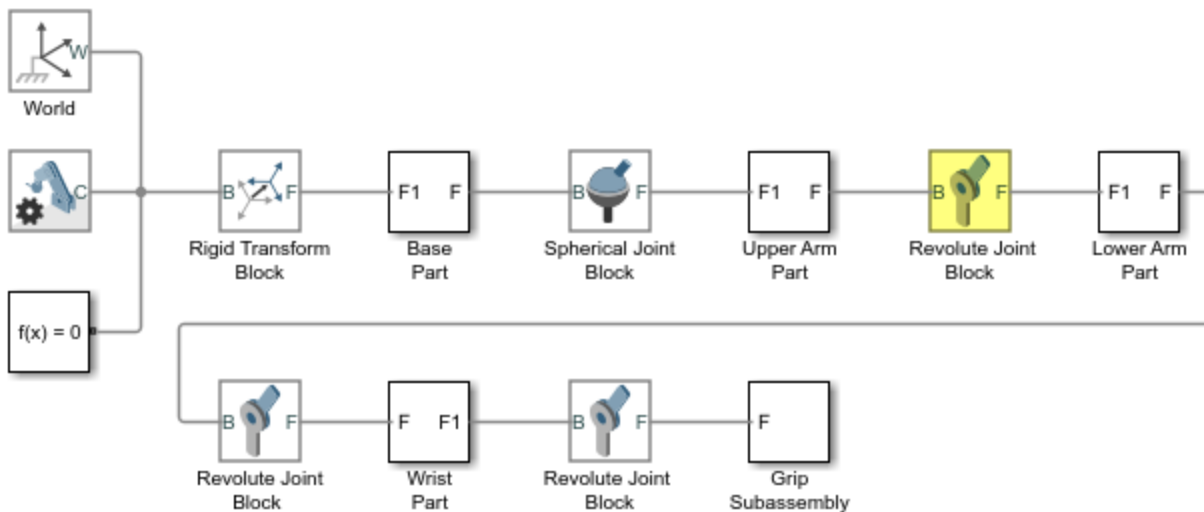 W
World
C
B F F1 F B F F1 F B F F1 F
Rigid Transform Block
Base Part
Spherical Joint Block
Upper Arm Part
Revolute Joint Block
Lower Arm Part
f(x) = 0
B F F F1 B F F
Revolute Joint Block
Wrist Part
Revolute Joint Block
Grip Subassembly